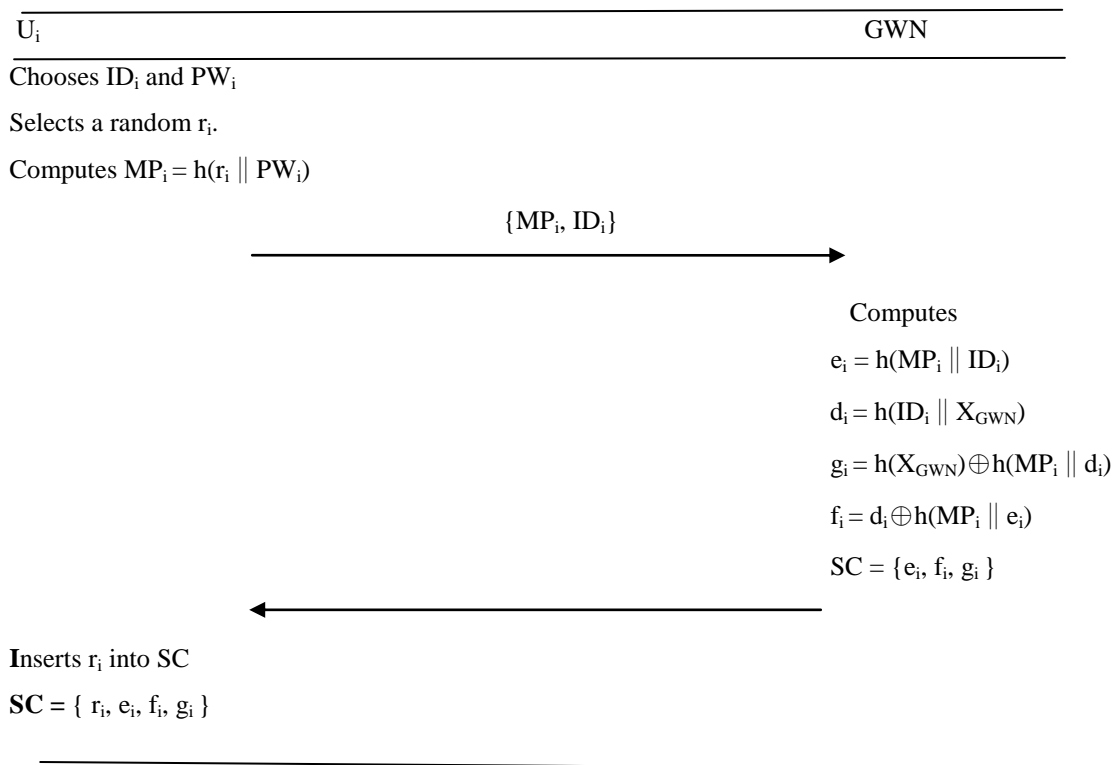 Uᵢ GWN
Chooses IDᵢ and PWᵢ
Selects a random rᵢ.
Computes MPᵢ = h(rᵢ || PWᵢ)
{MPᵢ, IDᵢ}
Computes
eᵢ = h(MPᵢ || IDᵢ)
dᵢ = h(IDᵢ || X_GWN)
gᵢ = h(X_GWN)⊕h(MPᵢ || dᵢ)
fᵢ = dᵢ⊕h(MPᵢ || eᵢ)
SC = {eᵢ, fᵢ, gᵢ }
Inserts rᵢ into SC
SC = { rᵢ, eᵢ, fᵢ, gᵢ }